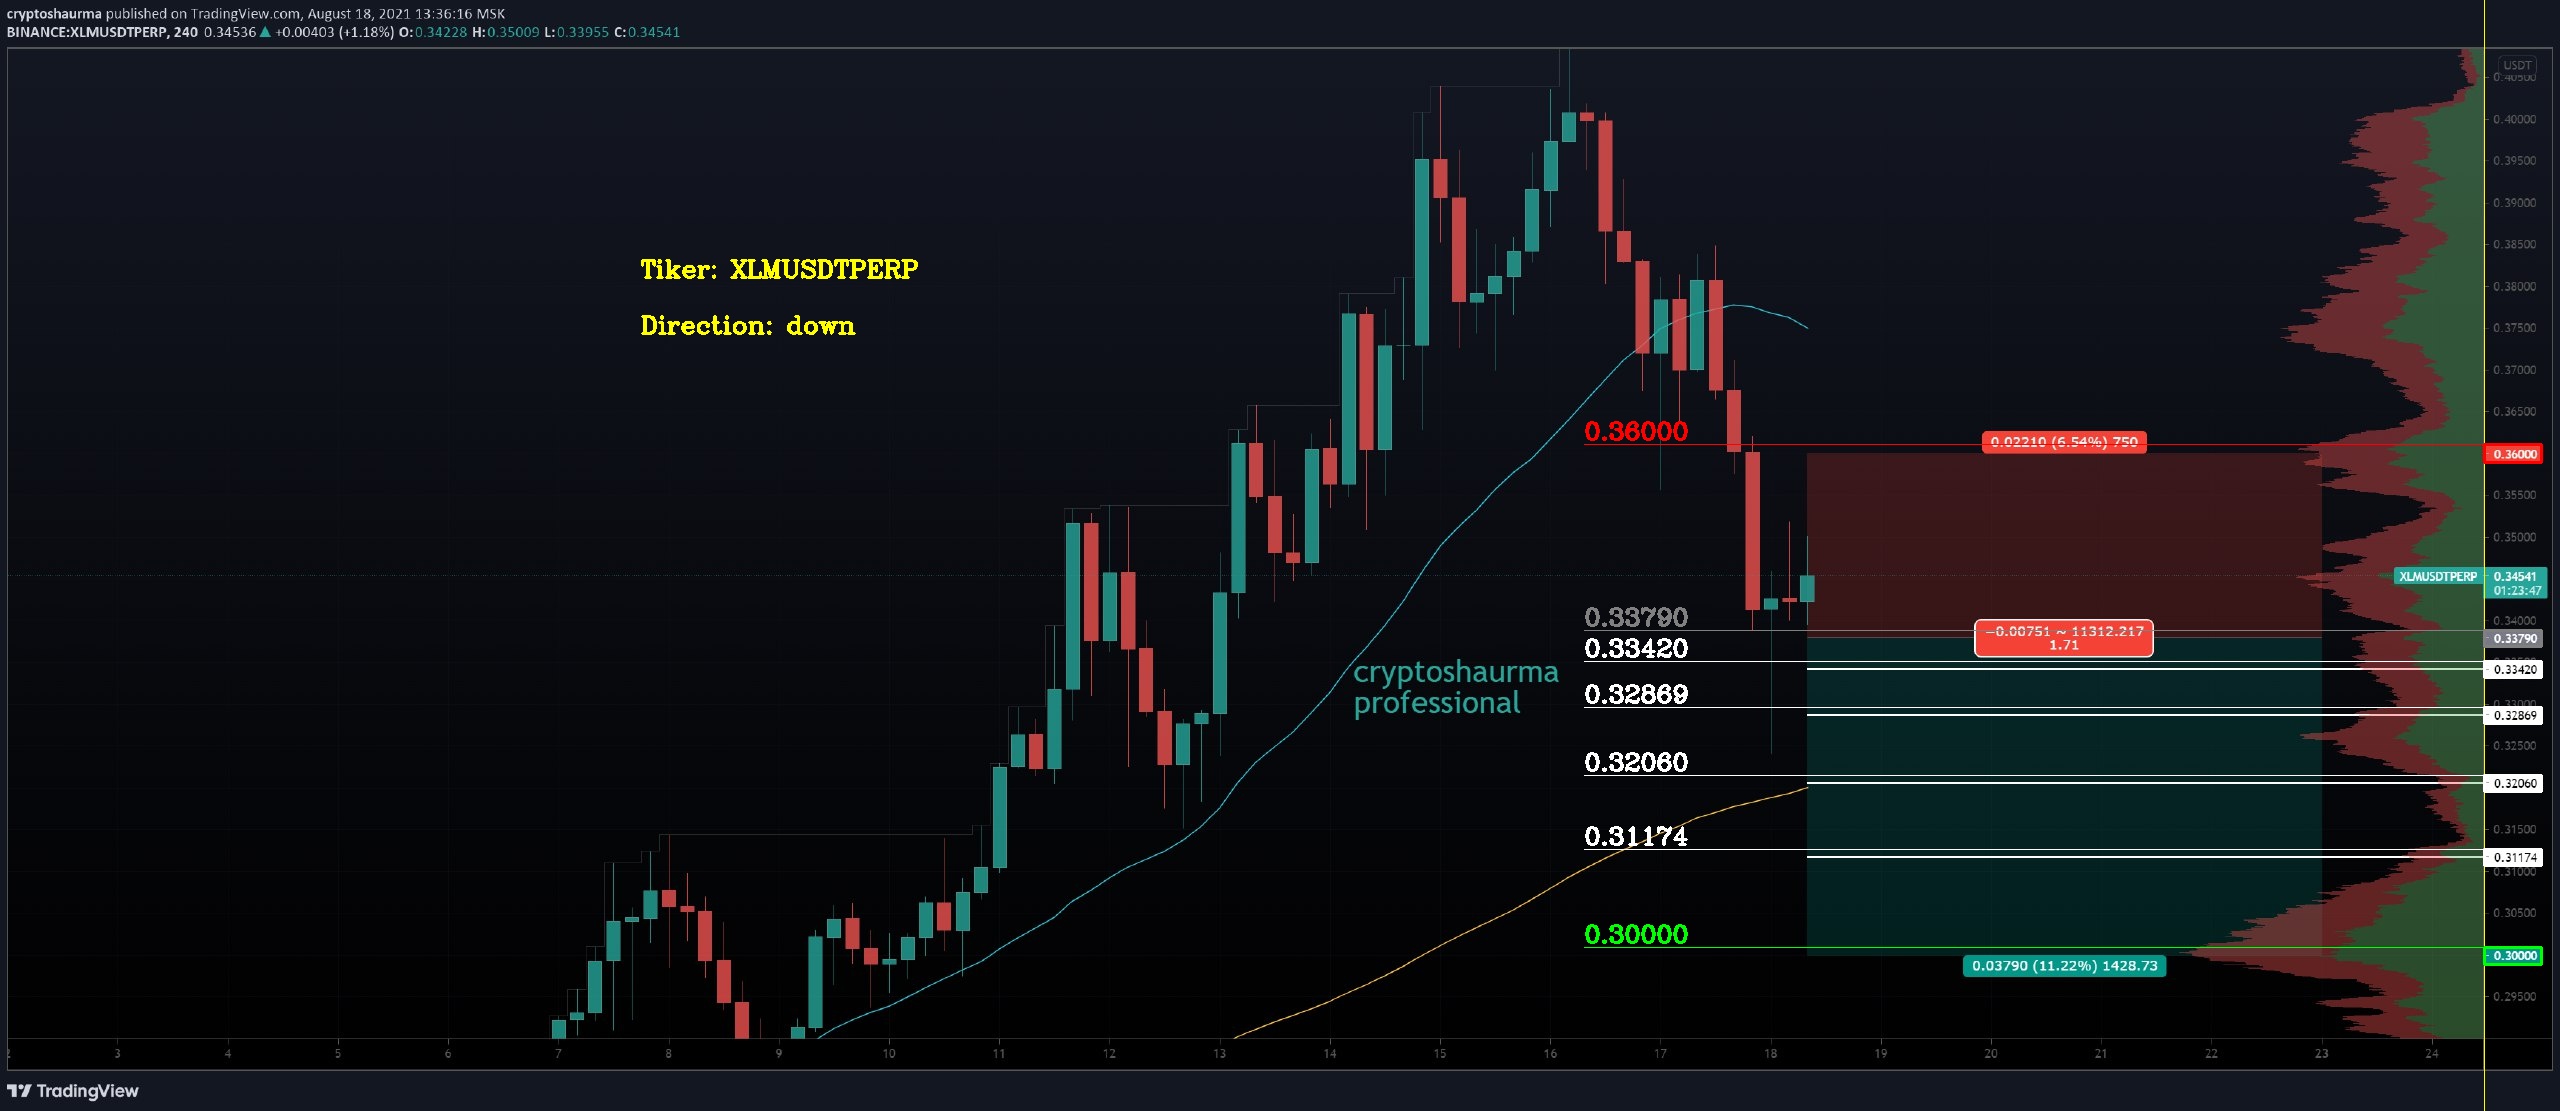 cryptoshaurma published on TradingView.com, August 18, 2021 13:36:16 MSK
BINANCE:XLMUSDTPERP, 240 0.34536 ▲ +0.00403 (+1.18%) O:0.34228 H:0.35009 L:0.33955 C:0.34541
USDT
0.40500
0.40000
0.39500
0.39000
0.38500
Tiker: XLMUSDTPERP
0.38000
Direction: down
0.37500
0.37000
0.36500
0.36000
0.02210 (6.54%) 750
0.36000
0.35500
0.35000
XLMUSDTPERP
0.34541
01:23:47
0.34000
0.33790
−0.00751 ~ 11312.217
1.71
0.33790
0.33420
0.33420
cryptoshaurma
professional
0.32869
0.33000
0.32869
0.32500
0.32060
0.32060
0.31500
0.31174
0.31174
0.31000
0.30500
0.30000
0.30000
0.03790 (11.22%) 1428.73
0.29500
2 3 4 5 6 7 8 9 10 11 12 13 14 15 16 17 18 19 20 21 22 23 24
TradingView